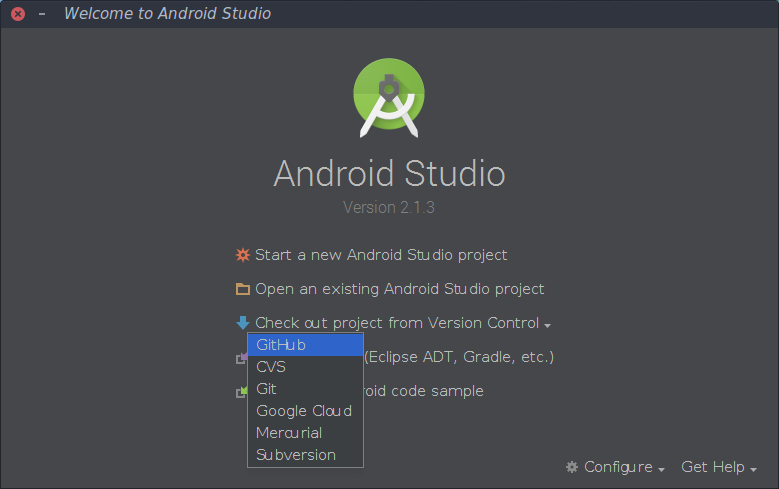 Welcome to Android Studio
Android Studio
Version 2.1.3
Start a new Android Studio project
Open an existing Android Studio project
Check out project from Version Control
GitHub
(Eclipse ADT, Gradle, etc.)
CVS
Git
oid code sample
Google Cloud
Mercurial
Subversion
Configure
Get Help